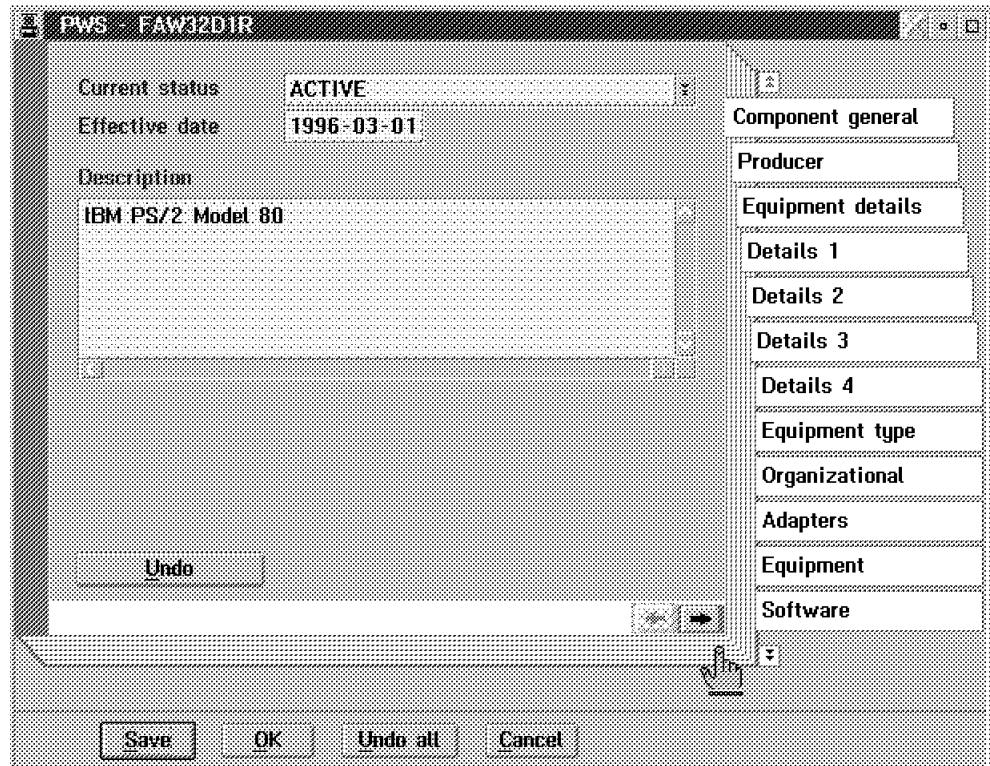 PWS - FAW32D1R
Current status ACTIVE
Effective date 1996-03-01
Description
IBM PS/2 Model 80
Undo
Component general
Producer
Equipment details
Details 1
Details 2
Details 3
Details 4
Equipment type
Organizational
Adapters
Equipment
Software
Save OK Undo all Cancel